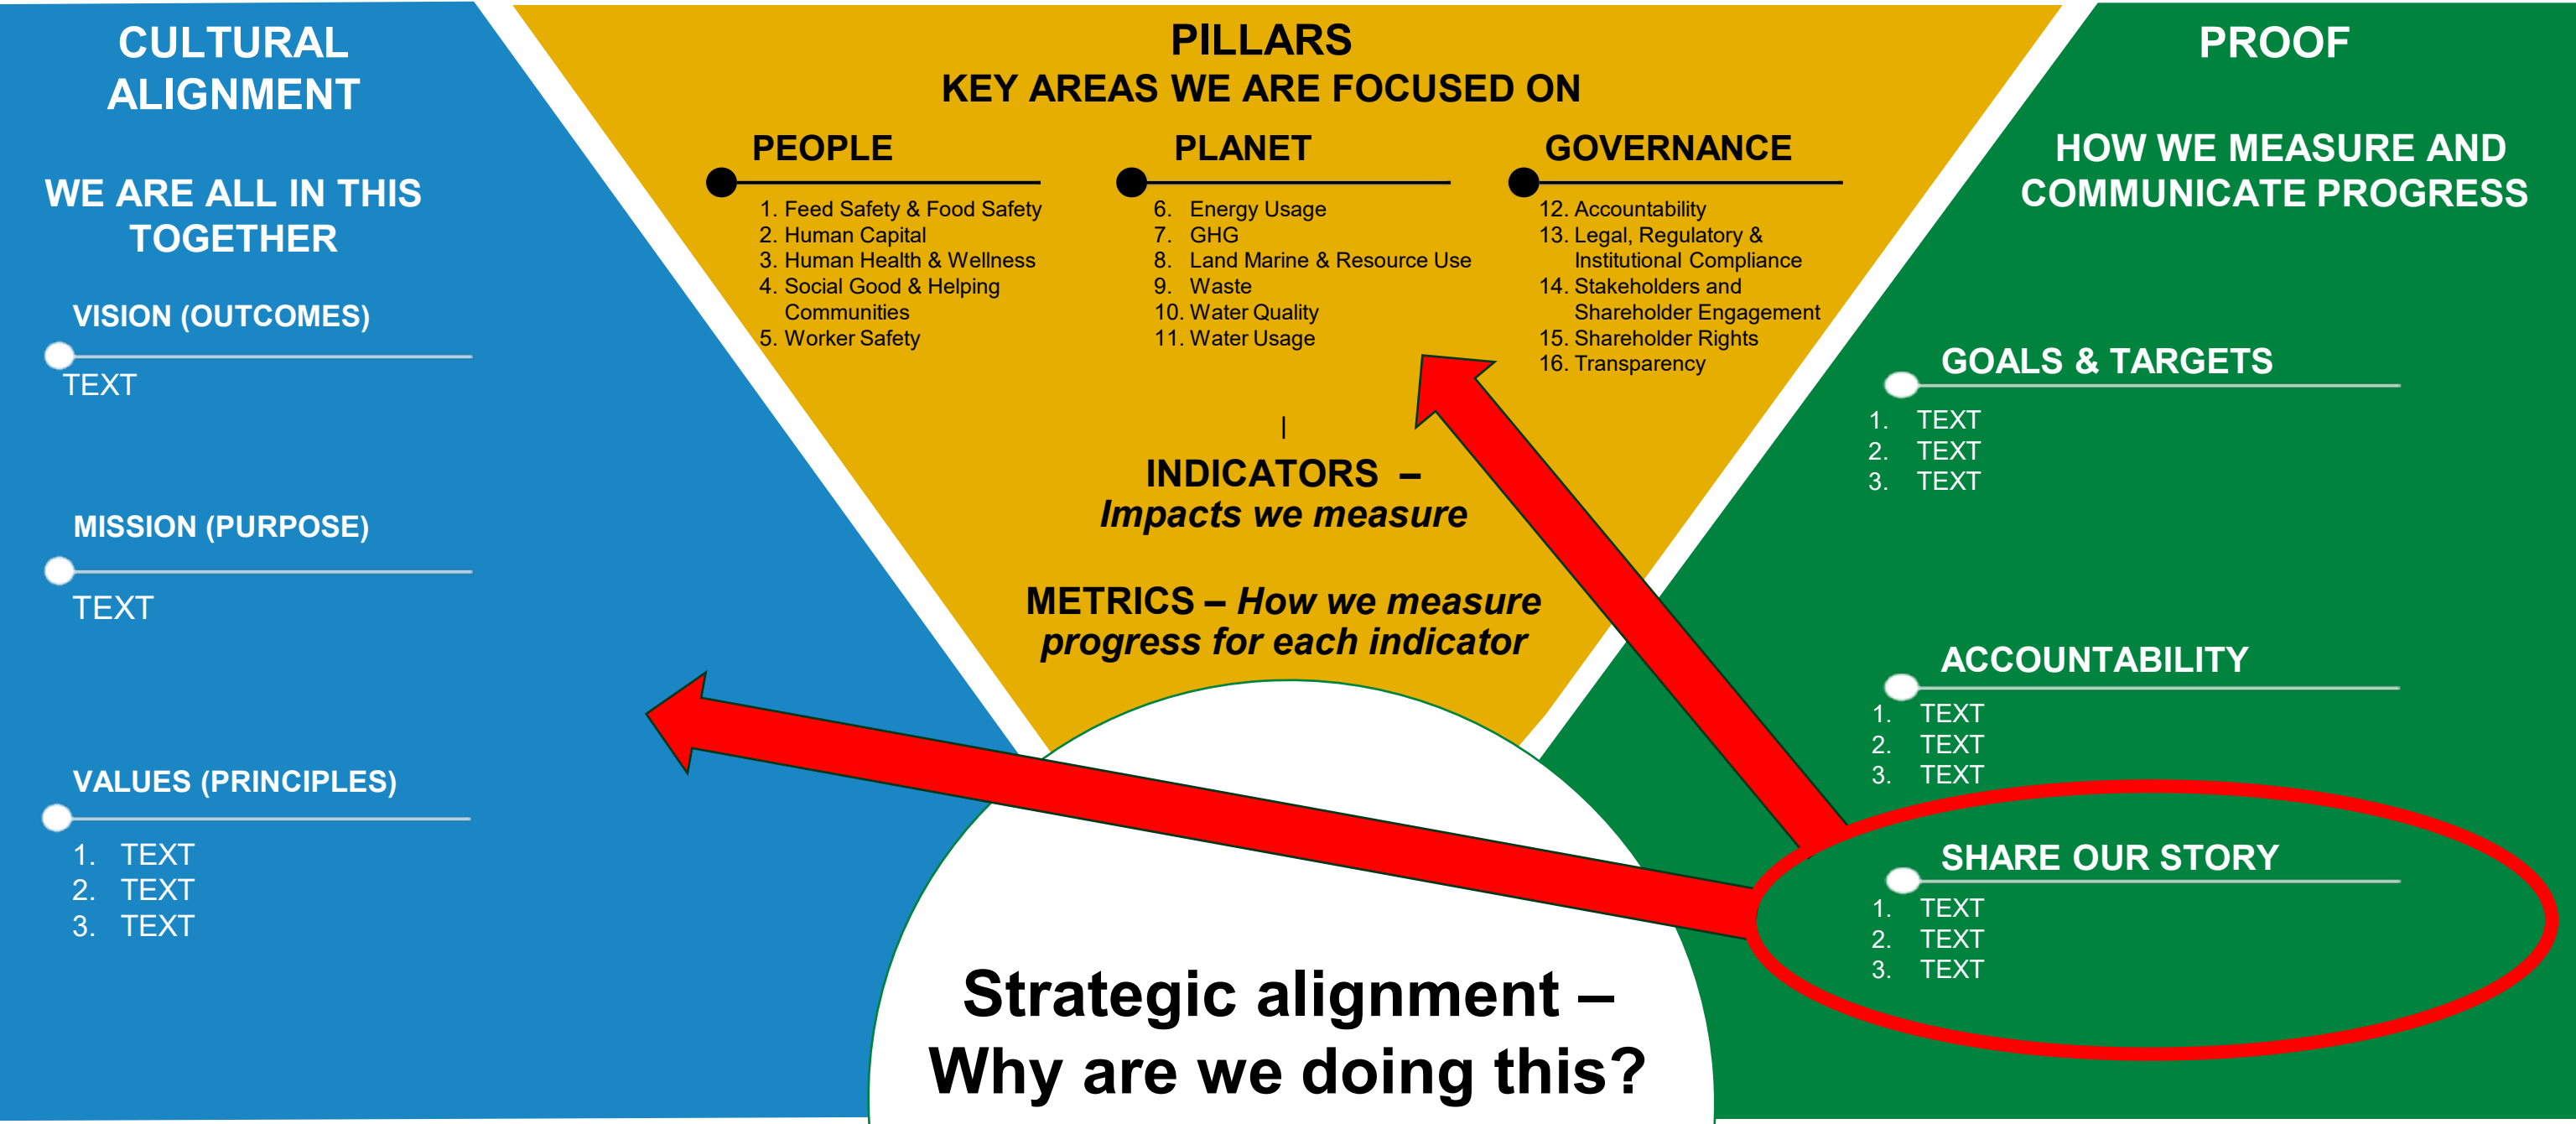 CULTURAL
ALIGNMENT
WE ARE ALL IN THIS
TOGETHER
VISION (OUTCOMES)
TEXT
MISSION (PURPOSE)
TEXT
VALUES (PRINCIPLES)
1. TEXT
2. TEXT
3. TEXT
PILLARS
KEY AREAS WE ARE FOCUSED ON
PEOPLE
1. Feed Safety & Food Safety
2. Human Capital
3. Human Health & Wellness
4. Social Good & Helping
Communities
5. Worker Safety
PLANET
6. Energy Usage
7. GHG
8. Land Marine & Resource Use
9. Waste
10. Water Quality
11. Water Usage
GOVERNANCE
12. Accountability
13. Legal, Regulatory &
Institutional Compliance
14. Stakeholders and
Shareholder Engagement
15. Shareholder Rights
16. Transparency
INDICATORS –
Impacts we measure
METRICS – How we measure
progress for each indicator
Strategic alignment –
Why are we doing this?
PROOF
HOW WE MEASURE AND
COMMUNICATE PROGRESS
GOALS & TARGETS
1. TEXT
2. TEXT
3. TEXT
ACCOUNTABILITY
1. TEXT
2. TEXT
3. TEXT
SHARE OUR STORY
1. TEXT
2. TEXT
3. TEXT